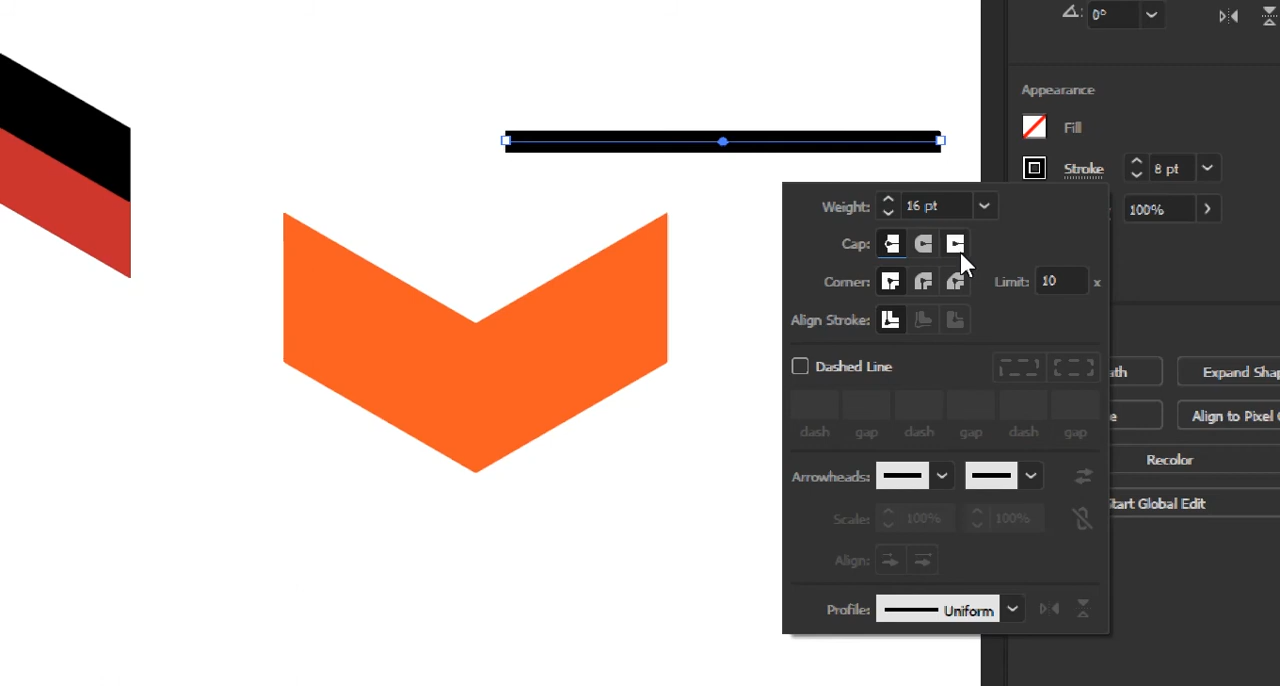 0°
Appearance
Fill
Stroke 8 pt
Weight: 16 pt
100%
Cap:
Corner: Limit: 10 x
Align Stroke:
Dashed Line
th Expand Shap
dash gap dash gap dash gap
e Align to Pixel
Recolor
Arrowheads:
Start Global Edit
Scale: 100% 100%
Align:
Profile: Uniform